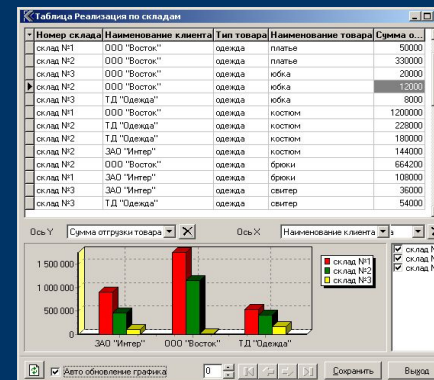 Таблица Реализация по складам
Номер склада Наименование клиента Тип товара Наименование товара Сумма о...
склад №1 ООО "Восток" одежда платье 50000
склад №2 ООО "Восток" одежда платье 330000
склад №3 ООО "Восток" одежда юбка 20000
склад №2 ООО "Восток" одежда юбка 12000
склад №3 Т.Д "Одежда" одежда юбка 8000
склад №1 ООО "Восток" одежда костюм 1200000
склад №2 Т.Д "Одежда" одежда костюм 228000
склад №2 Т.Д "Одежда" одежда костюм 180000
склад №2 ЗАО "Интер" одежда костюм 144000
склад №2 ООО "Восток" одежда брюки 664200
склад №1 ЗАО "Интер" одежда брюки 108000
склад №3 ЗАО "Интер" одежда свитер 36000
склад №3 Т.Д "Одежда" одежда свитер 54000
Ось Y Сумма отгрузки товара Ось X Наименование клиента
1 500 000
1 000 000
500 000
0
ЗАО "Интер" ООО "Восток" Т.Д "Одежда"
склад №1
склад №2
склад №3
склад
склад
склад
Авто обновление графика 0 Сохранить Выход